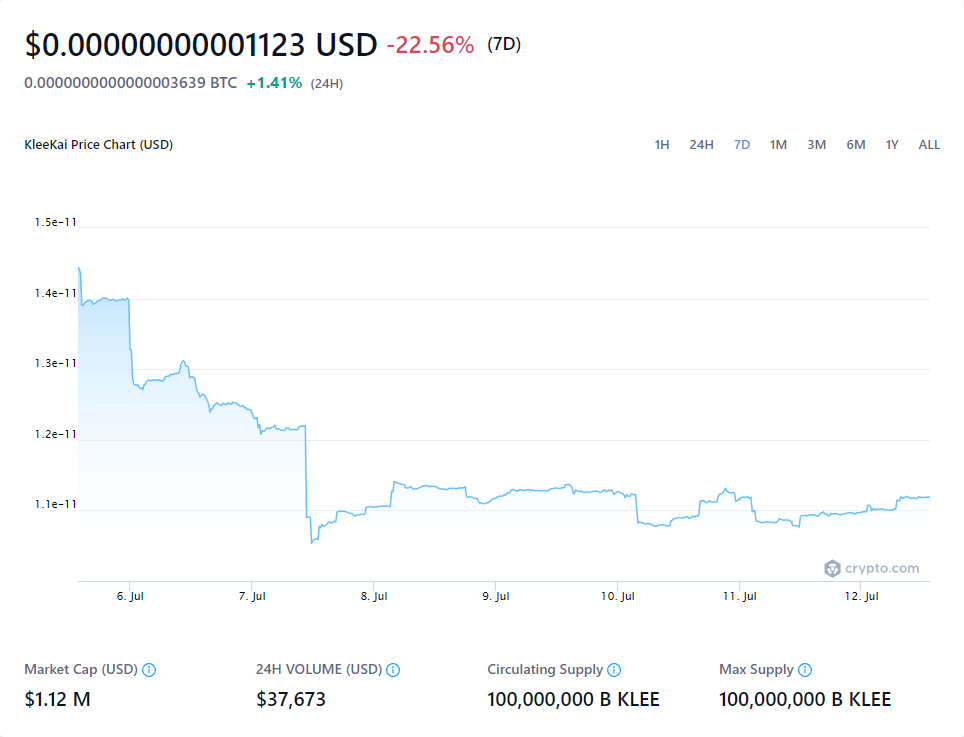 $0.00000000001123 USD -22.56% (7D)
0.0000000000000003639 BTC +1.41% (24H)
KleeKai Price Chart (USD) 1H 24H 7D 1M 3M 6M 1Y ALL
1.5e-11
1.4e-11
1.3e-11
1.2e-11
1.1e-11
crypto.com
6. Jul 7. Jul 8. Jul 9. Jul 10. Jul 11. Jul 12. Jul
Market Cap (USD) 24H VOLUME (USD) Circulating Supply Max Supply
$1.12 M $37,673 100,000,000 B KLEE 100,000,000 B KLEE